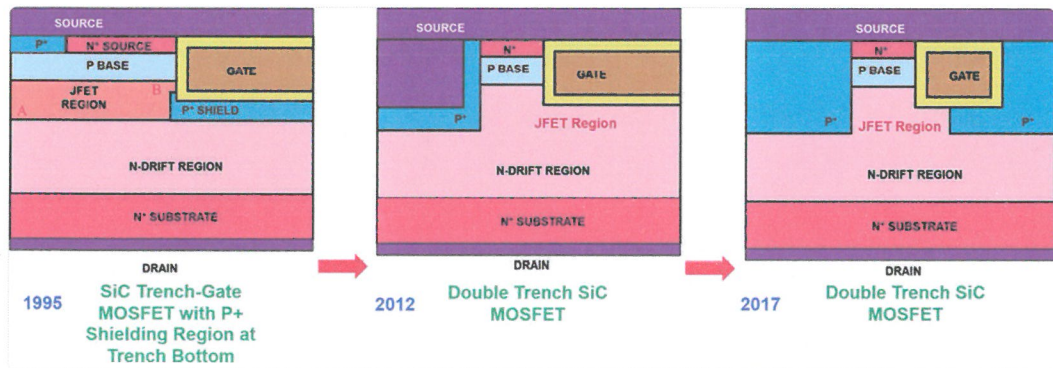 SOURCE
P+
N+ SOURCE
P BASE
GATE
JFET
REGION
A
B
P+ SHIELD
N-DRIFT REGION
N+ SUBSTRATE
DRAIN
1995
SiC Trench-Gate
MOSFET with P+
Shielding Region at
Trench Bottom
SOURCE
N+
P BASE
GATE
P+
JFET Region
N-DRIFT REGION
N+ SUBSTRATE
DRAIN
2012
Double Trench SiC
MOSFET
SOURCE
N+
P BASE
GATE
P+
JFET Region
P+
N-DRIFT REGION
N+ SUBSTRATE
DRAIN
2017
Double Trench SiC
MOSFET